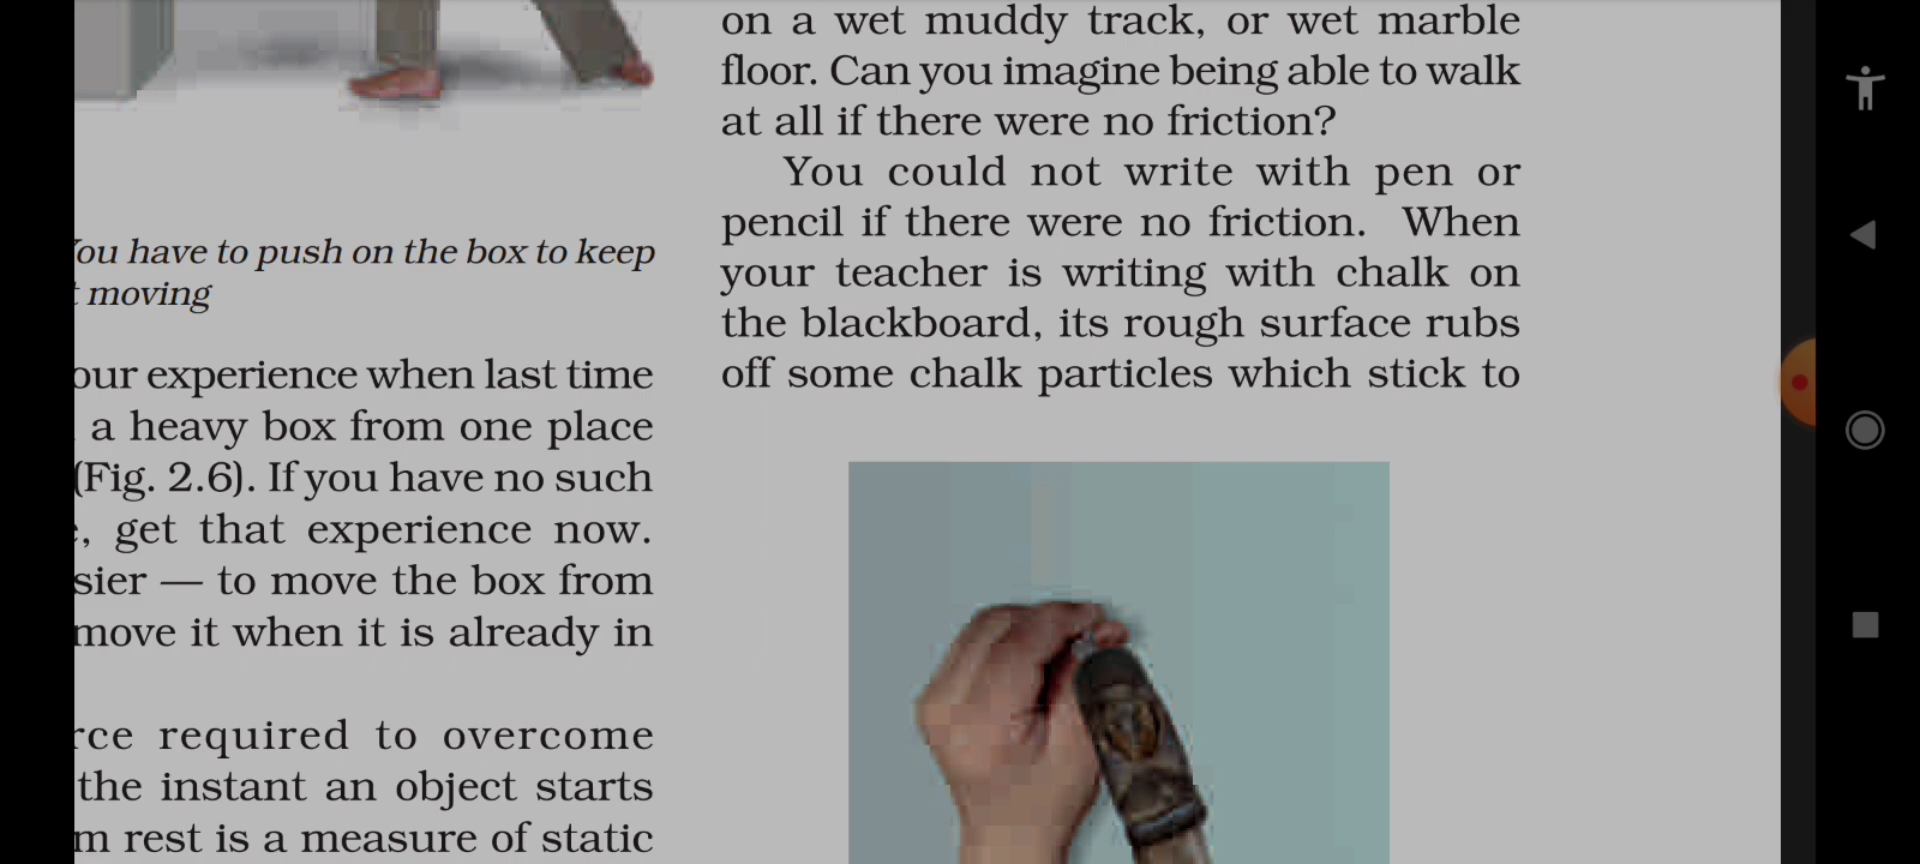 ou have to push on the box to keep
moving
our experience when last time
a heavy box from one place
(Fig. 2.6). If you have no such
, get that experience now.
sier — to move the box from
move it when it is already in
rce required to overcome
the instant an object starts
m rest is a measure of static
on a wet muddy track, or wet marble
floor. Can you imagine being able to walk
at all if there were no friction?
You could not write with pen or
pencil if there were no friction. When
your teacher is writing with chalk on
the blackboard, its rough surface rubs
off some chalk particles which stick to